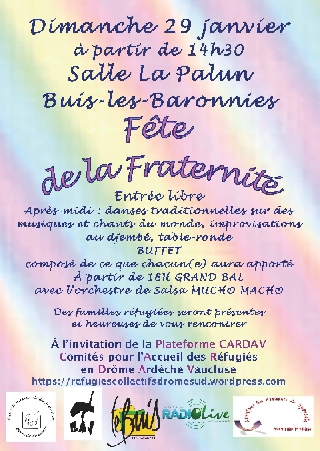 Dimanche 29 janvier
à partir de 14h30
Salle La Palun
Buis-les-Baronnies
Fête
de la Fraternité
Entrée libre
Après midi : danses traditionnelles sur des
musiques et chants du monde, improvisations
au djembé, table-ronde
BUFFET
composé de ce que chacun(e) aura apporté
À partir de 18H GRAND BAL
avec l'orchestre de Salsa MUCHO MACHO
Des familles réfugiées seront présentes
et heureuses de vous rencontrer
À l'invitation de la Plateforme CARDAV
Comités pour l'Accueil des Réfugiés
en Drôme Ardèche Vaucluse
https://refugiescollectifsdromesud.wordpress.com
le Buis
RADIOLive